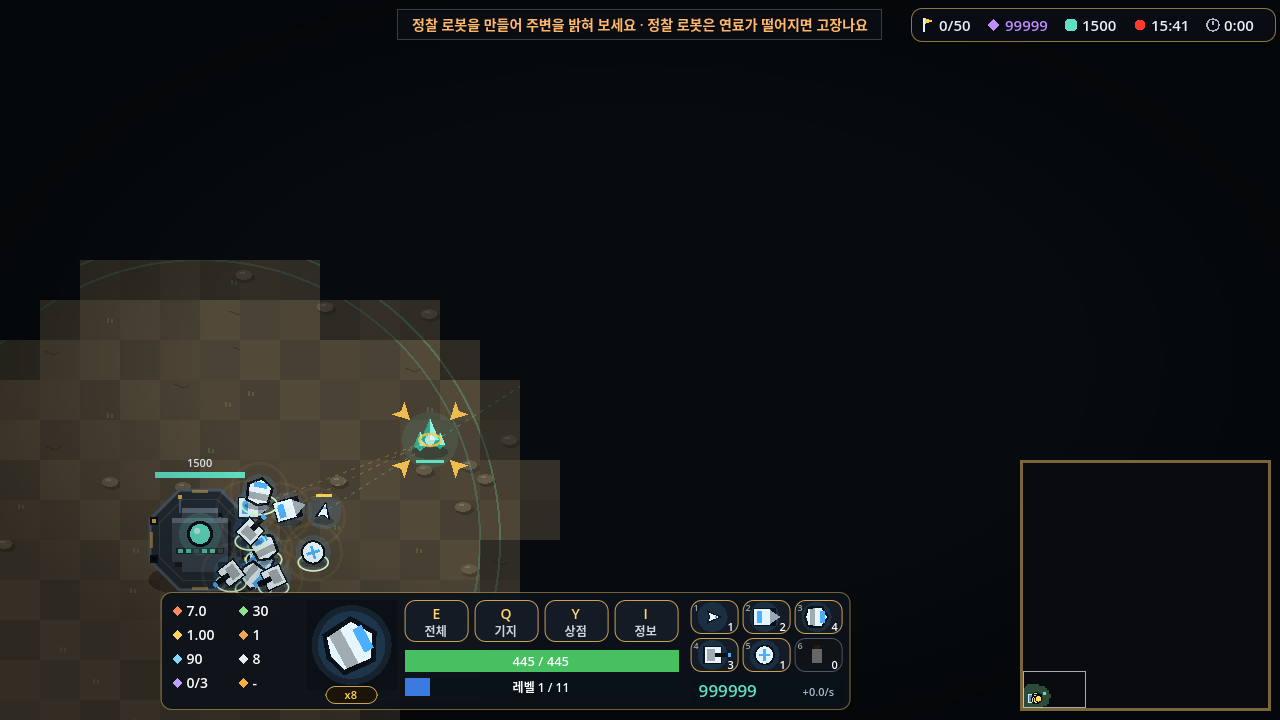 정찰 로봇을 만들어 주변을 밝혀 보세요 · 정찰 로봇은 연료가 떨어지면 고장나요
0/50 99999 1500 15:41 0:00
1500
7.0 30
1.00 1
90 8
0/3 -
x8
E 전체
Q 기지
Y 상점
I 정보
445 / 445
레벨 1 / 11
1 1
2 2
3 4
4 3
5 1
6 0
999999 +0.0/s